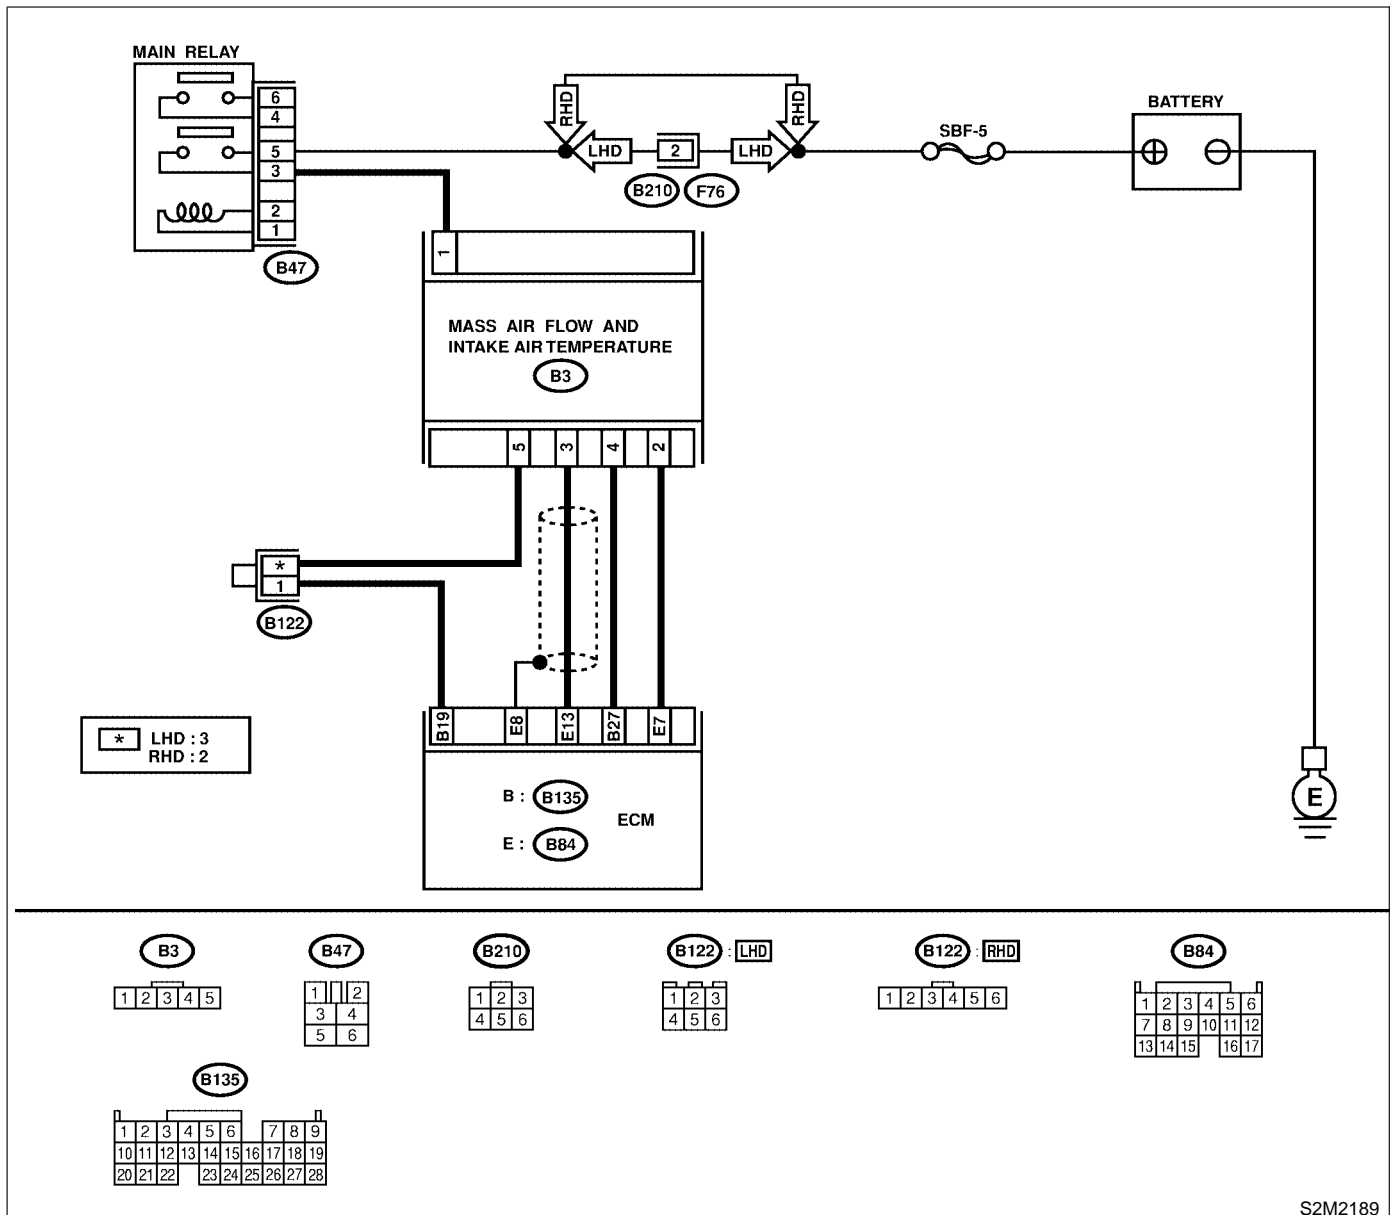 MAIN RELAY
6
4
5
3
2
1
B47
RHD
RHD
LHD
2
LHD
B210
F76
SBF-5
BATTERY
1
MASS AIR FLOW AND
INTAKE AIR TEMPERATURE
B3
5
3
4
2
*
1
B122
* LHD : 3
RHD : 2
B19
E8
E13
B27
E7
B : B135
E : B84
ECM
E
B3
1 2 3 4 5
B47
1 2
3 4
5 6
B210
1 2 3
4 5 6
B122 : LHD
1 2 3
4 5 6
B122 : RHD
1 2 3 4 5 6
B84
1 2 3 4 5 6
7 8 9 10 11 12
13 14 15 16 17
B135
1 2 3 4 5 6 7 8 9
10 11 12 13 14 15 16 17 18 19
20 21 22 23 24 25 26 27 28
S2M2189